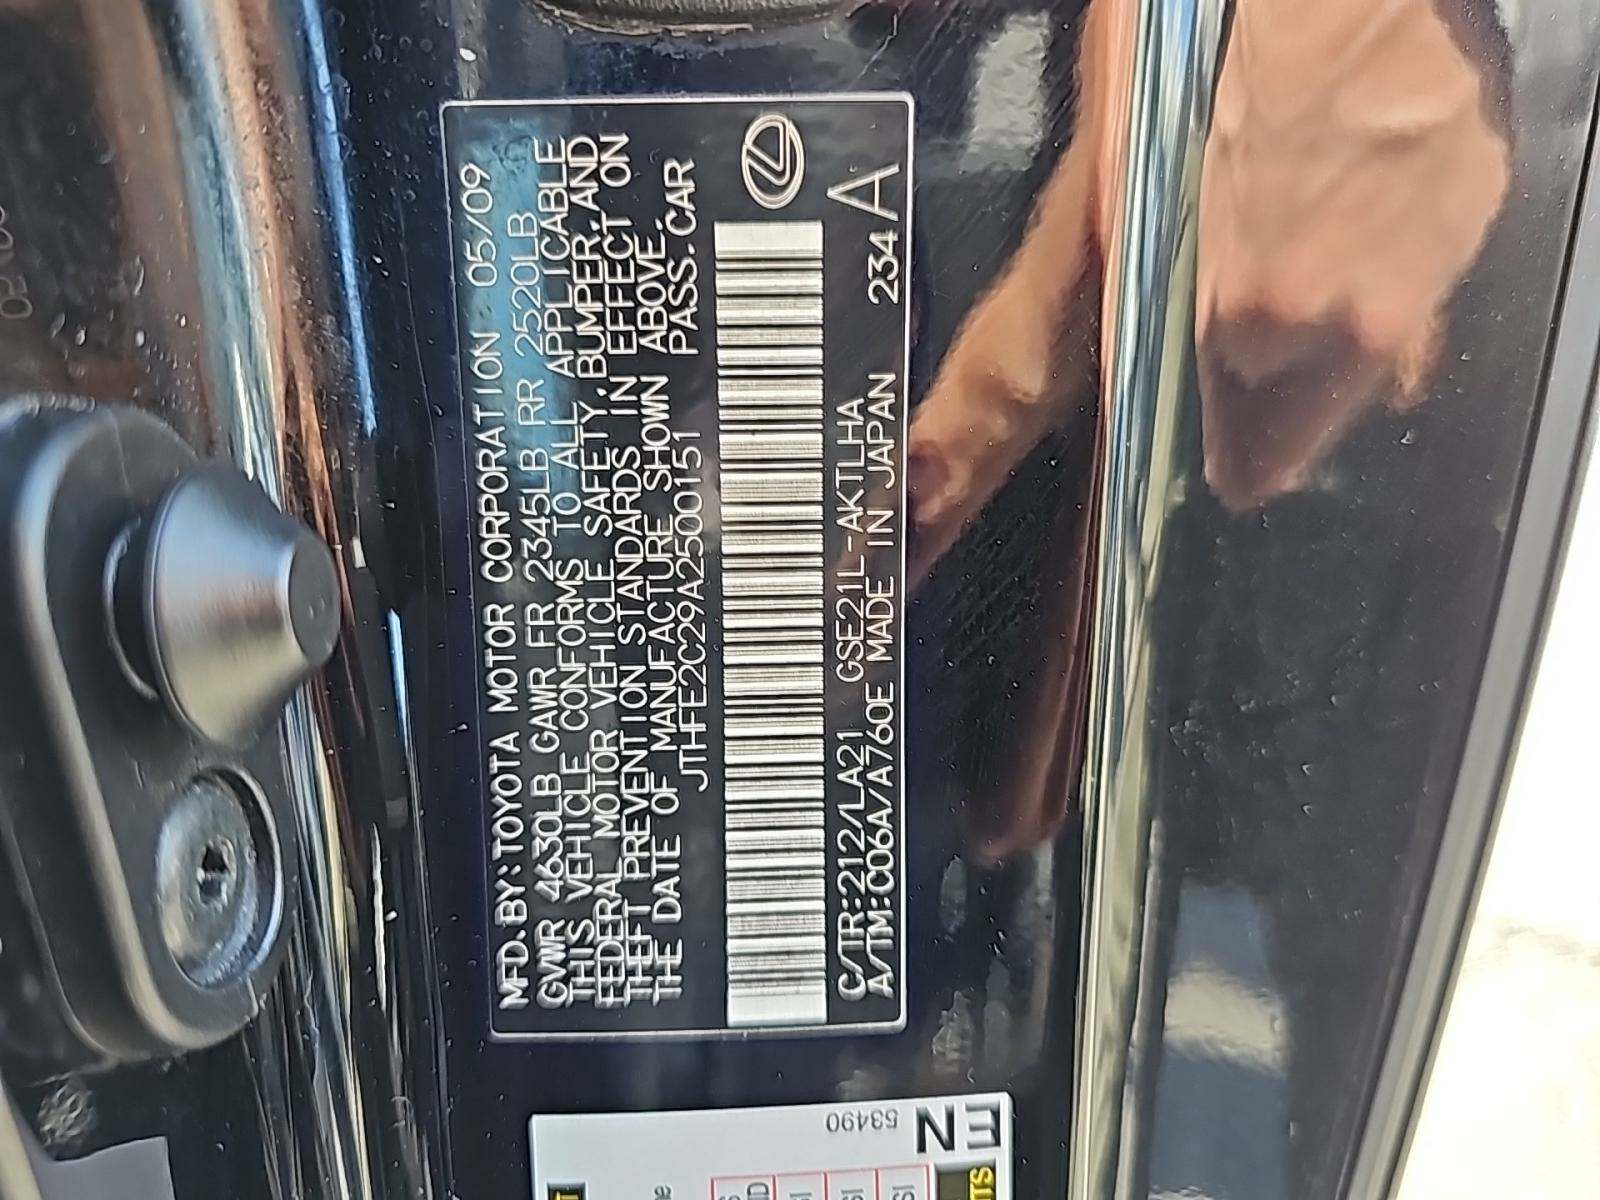 MFD.BY:TOYOTA MOTOR CORPORATION 05/09
GVWR 4630LB GAWR FR 2345LB RR 2520LB
THIS VEHICLE CONFORMS TO ALL APPLICABLE
FEDERAL MOTOR VEHICLE SAFETY,BUMPER,AND
THEFT PREVENTION STANDARDS IN EFFECT ON
THE DATE OF MANUFACTURE SHOWN ABOVE.
JTHFE2C29A2500151 PASS.CAR
C/TR:212/LA21 GSE21L-AKTLHA
A/TM:C06A/A760E MADE IN JAPAN 234A
53490
EN